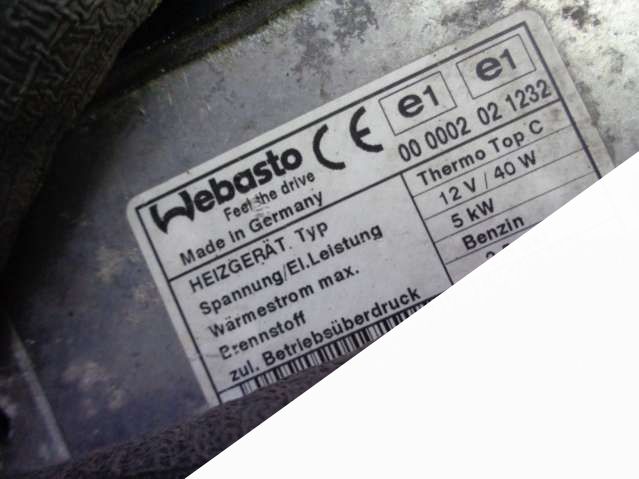 Webasto CE e1 e1
Feel the drive 00 0002 02 1232
Made in Germany
HEIZGERÄT. Typ Thermo Top C
Spannung/El.Leistung 12 V / 40 W
Wärmestrom max. 5 kW
Brennstoff Benzin
zul. Betriebsüberdruck